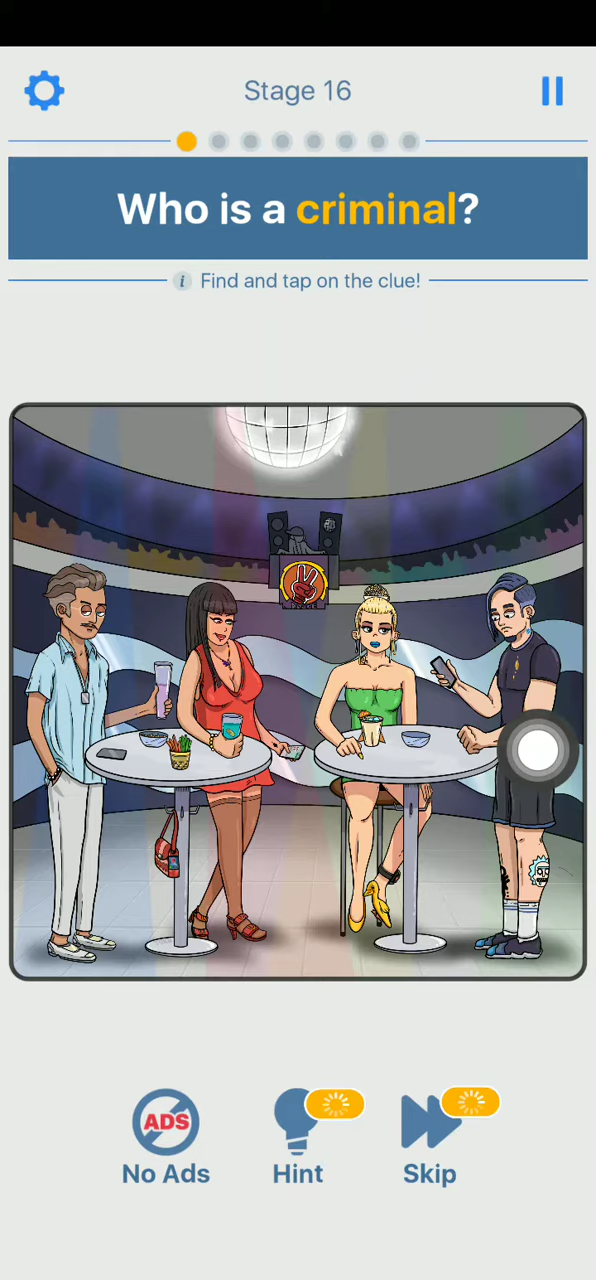 Stage 16
Who is a criminal?
i Find and tap on the clue!
ADS
No Ads
Hint
Skip